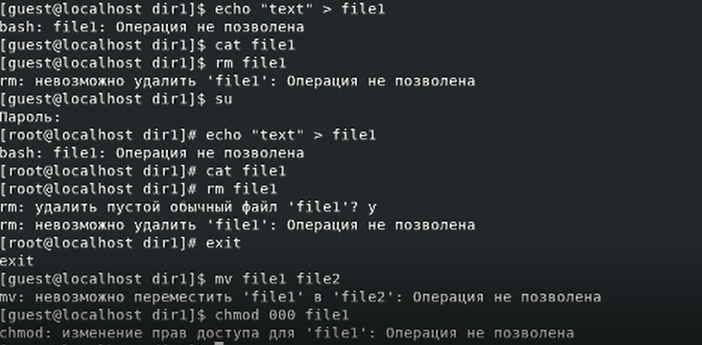 [guest@localhost dir1]$ echo "text" > file1
bash: file1: Операция не позволена
[guest@localhost dir1]$ cat file1
[guest@localhost dir1]$ rm file1
rm: невозможно удалить 'file1': Операция не позволена
[guest@localhost dir1]$ su
Пароль:
[root@localhost dir1]# echo "text" > file1
bash: file1: Операция не позволена
[root@localhost dir1]# cat file1
[root@localhost dir1]# rm file1
rm: удалить пустой обычный файл 'file1'? y
rm: невозможно удалить 'file1': Операция не позволена
[root@localhost dir1]# exit
exit
[guest@localhost dir1]$ mv file1 file2
mv: невозможно переместить 'file1' в 'file2': Операция не позволена
[guest@localhost dir1]$ chmod 000 file1
chmod: изменение прав доступа для 'file1': Операция не позволена